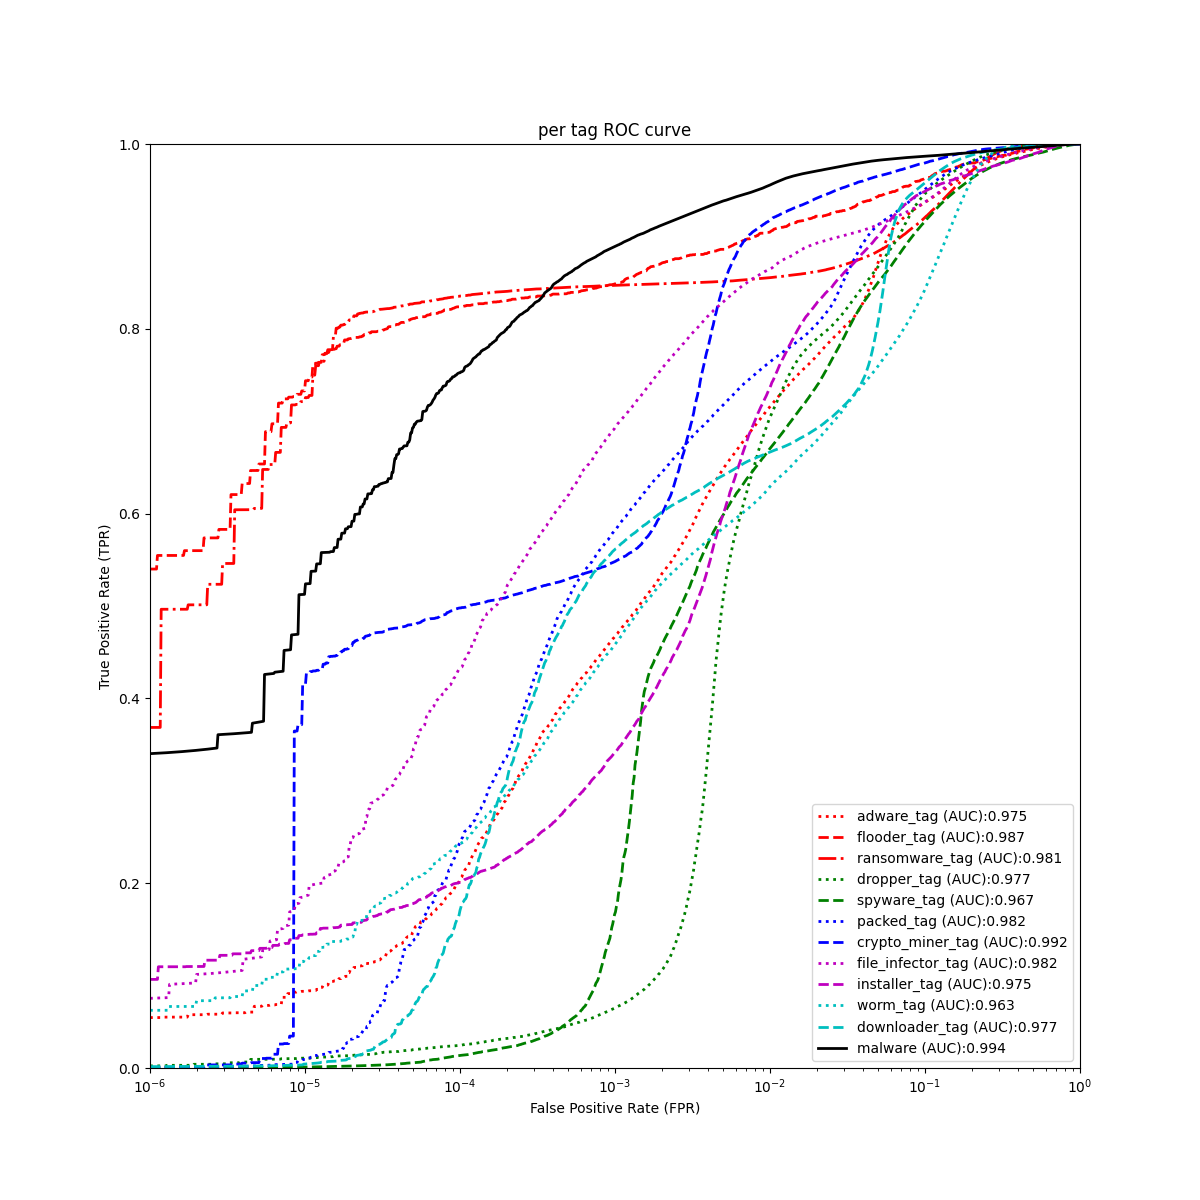 per tag ROC curve
1.0
0.8
0.6
0.4
0.2
0.0
True Positive Rate (TPR)
adware_tag (AUC):0.975
flooder_tag (AUC):0.987
ransomware_tag (AUC):0.981
dropper_tag (AUC):0.977
spyware_tag (AUC):0.967
packed_tag (AUC):0.982
crypto_miner_tag (AUC):0.992
file_infector_tag (AUC):0.982
installer_tag (AUC):0.975
worm_tag (AUC):0.963
downloader_tag (AUC):0.977
malware (AUC):0.994
10⁻⁶ 10⁻⁵ 10⁻⁴ 10⁻³ 10⁻² 10⁻¹ 10⁰
False Positive Rate (FPR)